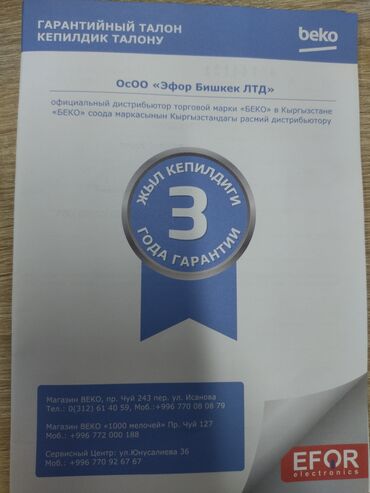 ГАРАНТИЙНЫЙ ТАЛОН
КЕПИЛДИК ТАЛОНУ
beko
ОсОО «Эфор Бишкек ЛТД»
официальный дистрибьютор торговой марки «БЕКО» в Кыргызстане
«БЕКО» соода маркасынын Кыргызстандагы расмий дистрибьютору
ЖЫЛ КЕПИЛДИГИ
3
ГОДА ГАРАНТИИ
Магазин ВЕКО, пр. Чуй 243 пер. ул. Исанова
Тел.: 0(312) 61 40 59, Моб.:+996 770 08 08 79
Магазин ВЕКО «1000 мелочей» Пр. Чуй 127
Моб.: +996 772 000 188
Сервисный Центр: ул.Юнусалиева 36
Моб.: +996 770 92 67 67
EFOR
electronics